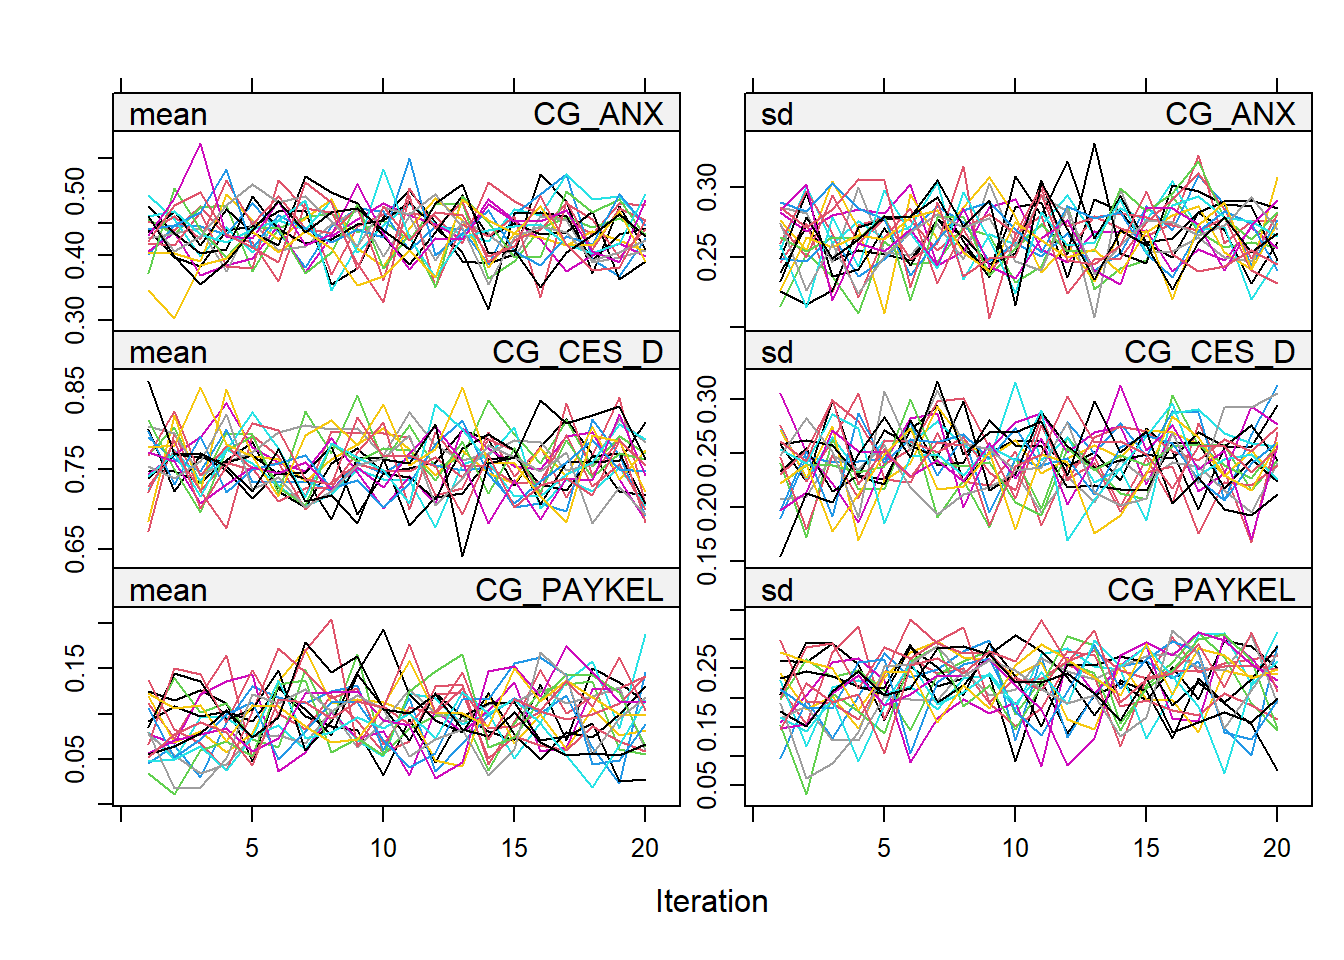 mean CG_ANX
sd CG_ANX
0.30 0.40 0.50
0.25 0.30
mean CG_CES_D
sd CG_CES_D
0.65 0.75 0.85
0.15 0.20 0.25 0.30
mean CG_PAYKEL
sd CG_PAYKEL
0.05 0.15
0.05 0.15 0.25
5 10 15 20
5 10 15 20
Iteration